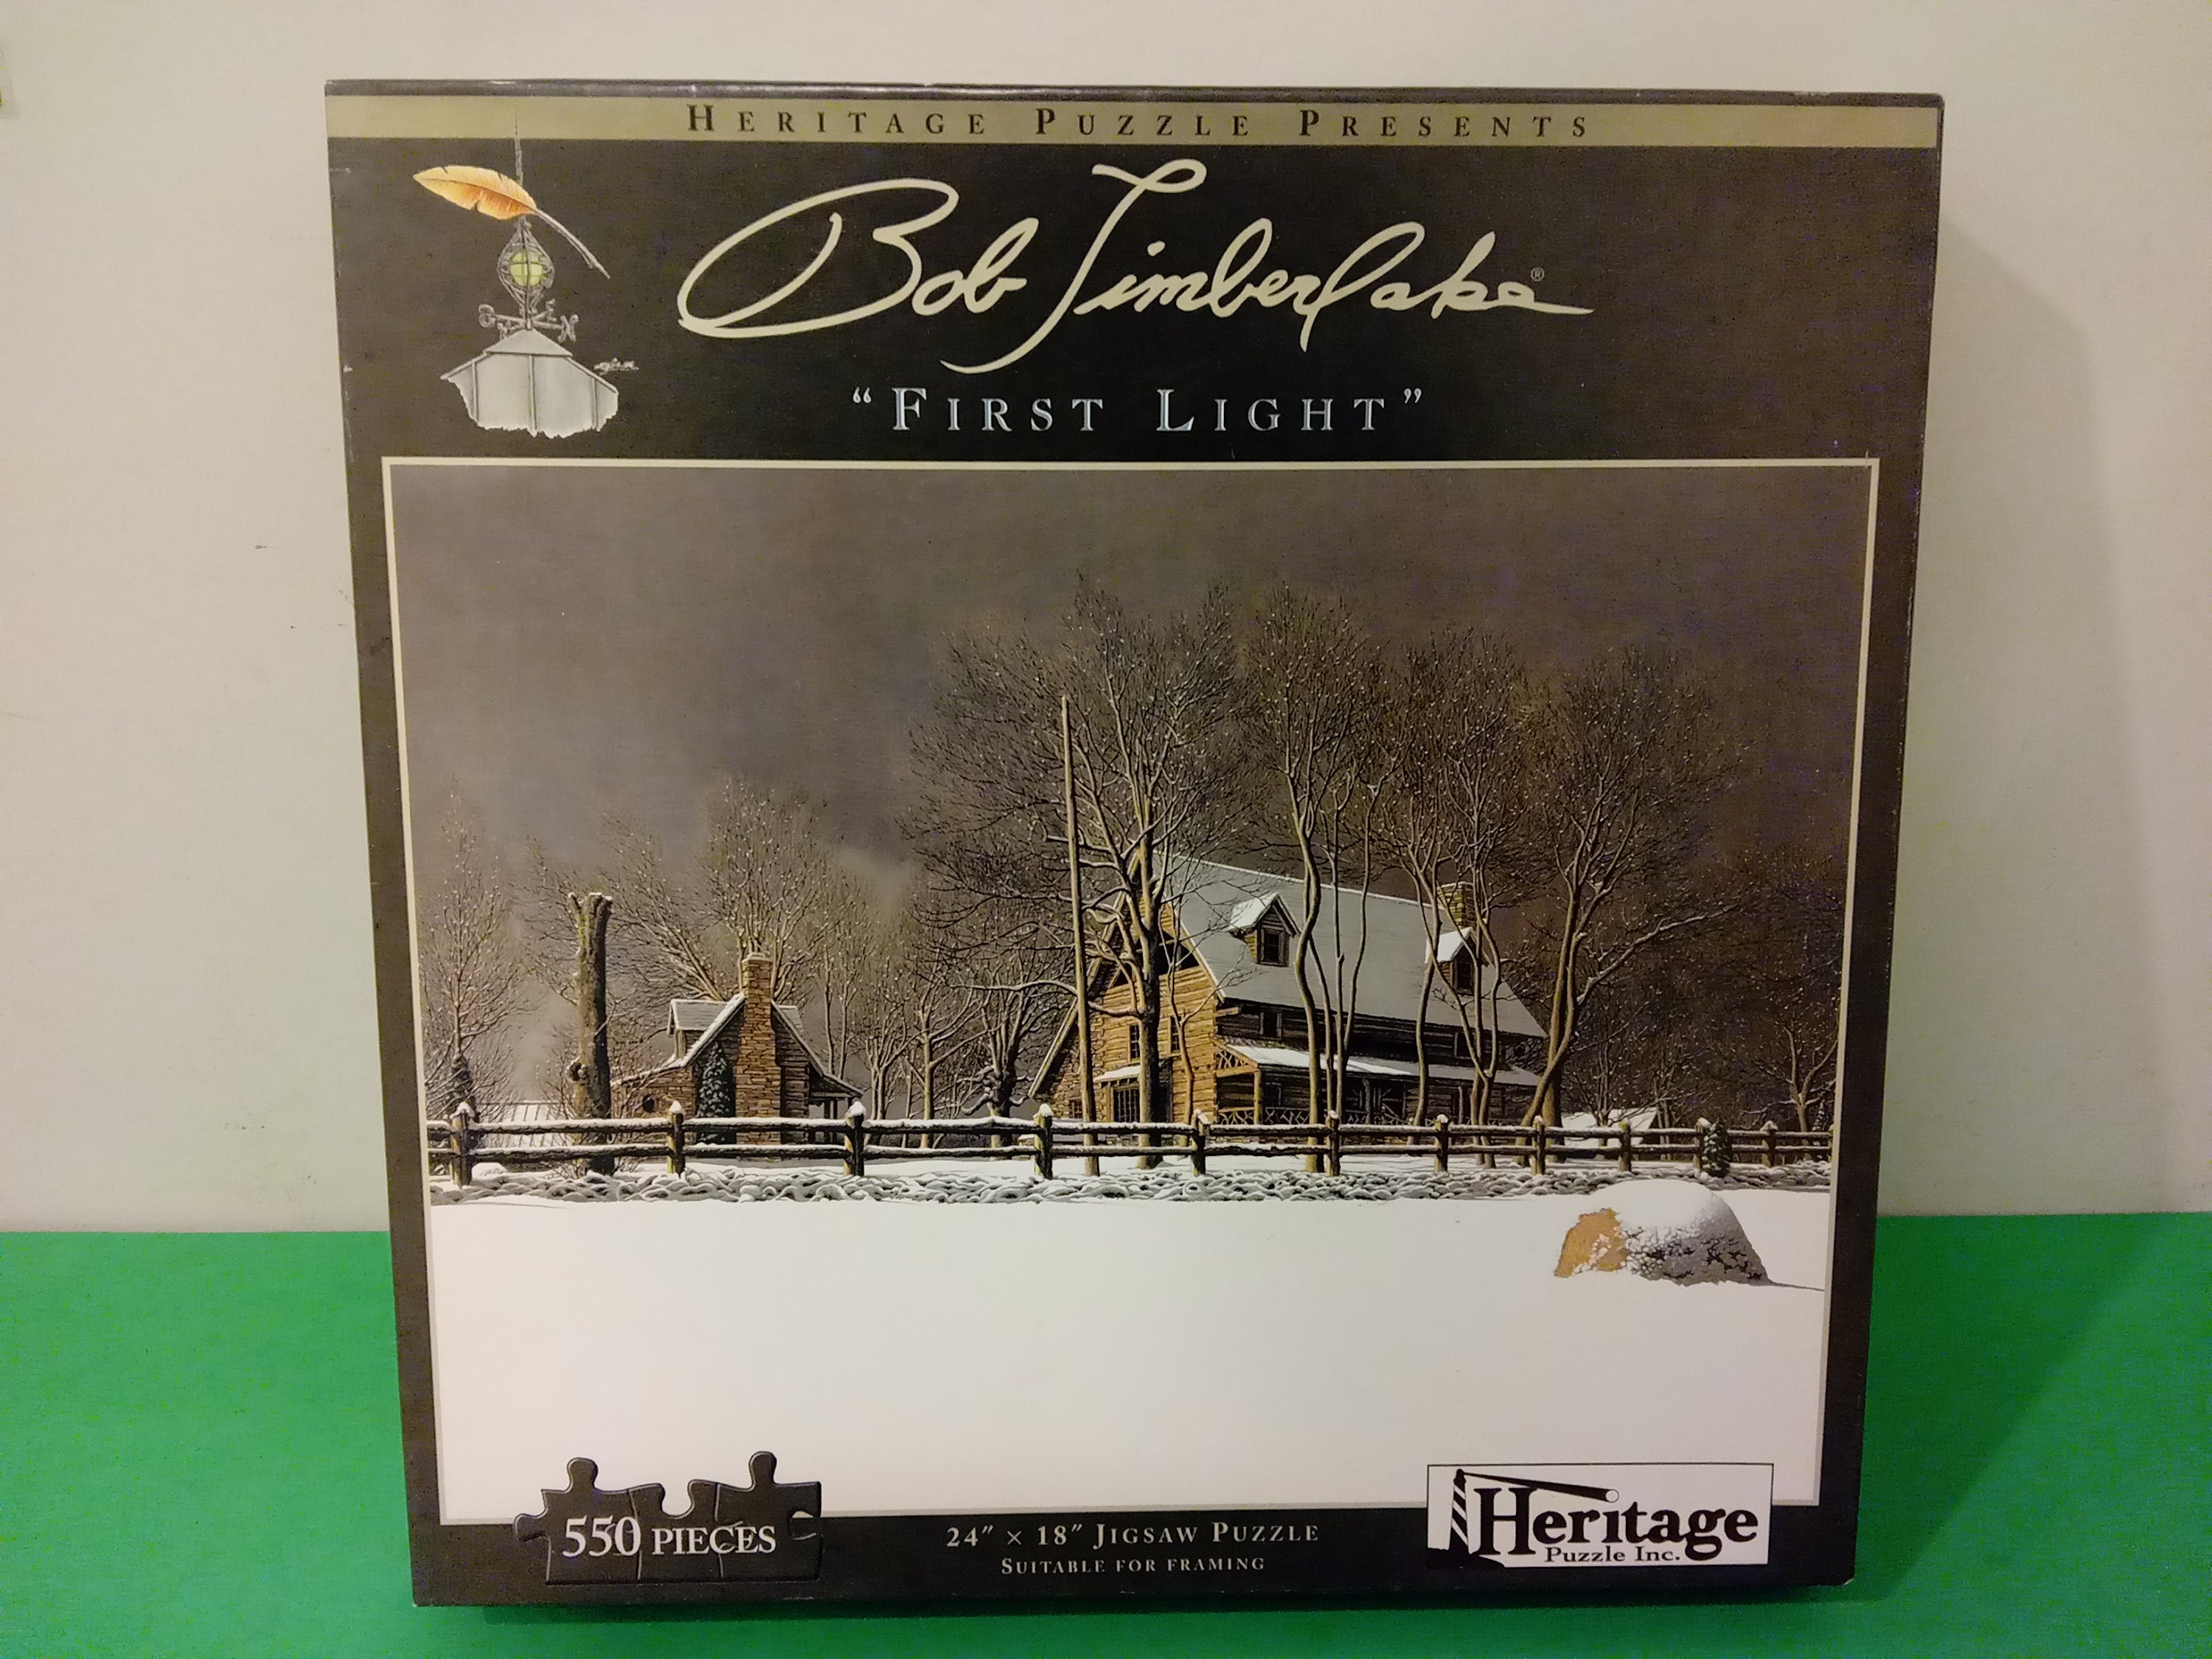 HERITAGE PUZZLE PRESENTS
Bob Timberlake®
“FIRST LIGHT”
550 PIECES
24″ × 18″ JIGSAW PUZZLE
SUITABLE FOR FRAMING
Heritage
Puzzle Inc.